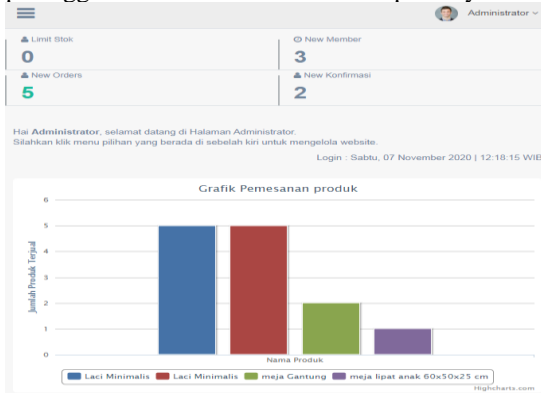 Administrator
Limit Stok
0
New Member
3
New Orders
5
New Konfirmasi
2
Hai Administrator, selamat datang di Halaman Administrator.
Silahkan klik menu pilihan yang berada di sebelah kiri untuk mengelola website.
Login : Sabtu, 07 November 2020 | 12:18:15 WIB
Grafik Pemesanan produk
Jumlah Produk Terjual
6
5
4
3
2
1
0
Nama Produk
Laci Minimalis Laci Minimalis meja Gantung meja lipat anak 60x50x25 cm
Highcharts.com